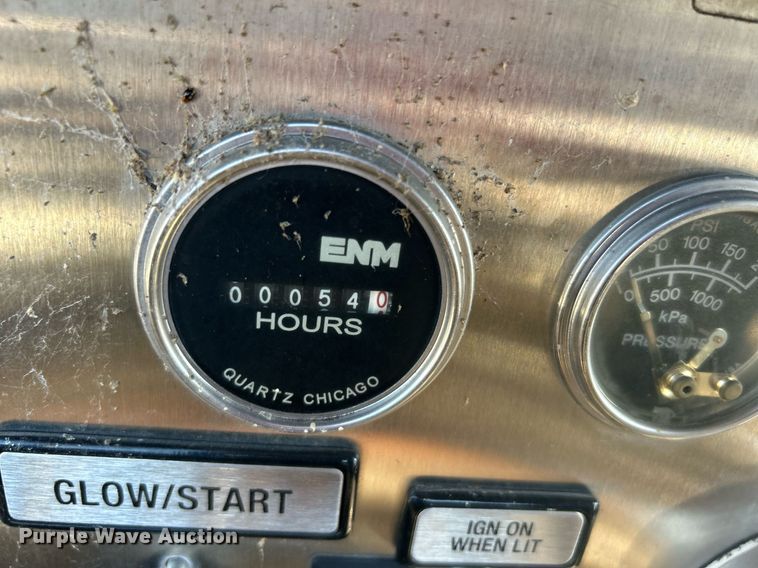 ENM
000540
HOURS
QUARTZ CHICAGO
PSI
0 50 100 150
500 1000
kPa
PRESSURE
GLOW/START
IGN ON
WHEN LIT
Purple Wave Auction